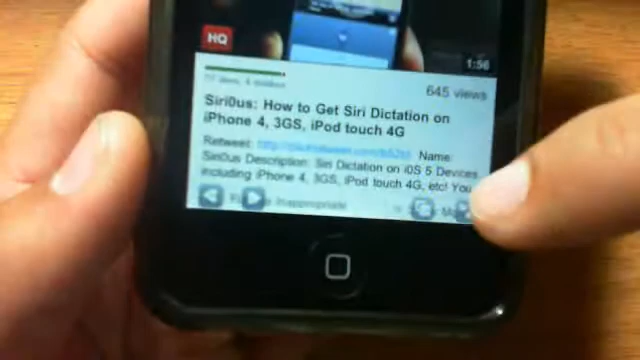 HQ
1:56
645 views
Siri0us: How to Get Siri Dictation on
iPhone 4, 3GS, iPod touch 4G
Retweet: Name:
Siri0us Description: Siri Dictation on iOS 5 Devices
including iPhone 4, 3GS, iPod touch 4G, etc! You
Inappropriate